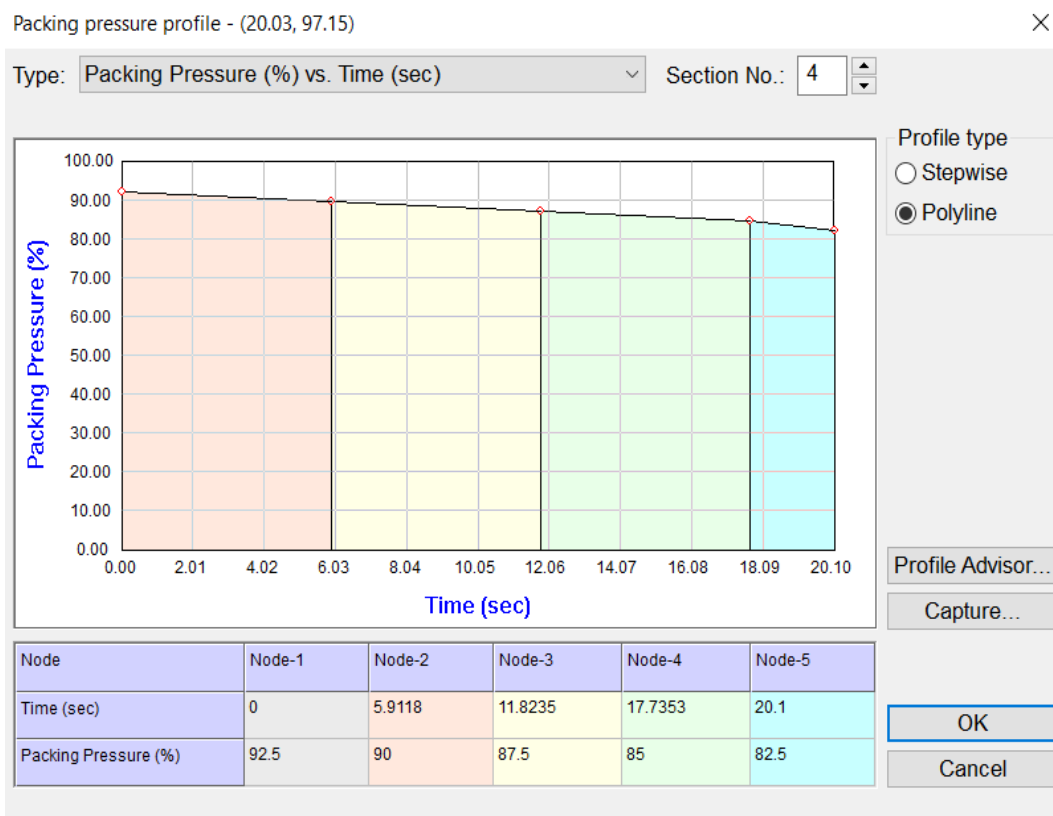 Packing pressure profile - (20.03, 97.15)
Type: Packing Pressure (%) vs. Time (sec) Section No.: 4
Profile type
Stepwise
Polyline
Packing Pressure (%)
100.00
90.00
80.00
70.00
60.00
50.00
40.00
30.00
20.00
10.00
0.00
0.00 2.01 4.02 6.03 8.04 10.05 12.06 14.07 16.08 18.09 20.10
Time (sec)
Profile Advisor...
Capture...
Node Node-1 Node-2 Node-3 Node-4 Node-5
Time (sec) 0 5.9118 11.8235 17.7353 20.1
Packing Pressure (%) 92.5 90 87.5 85 82.5
OK
Cancel